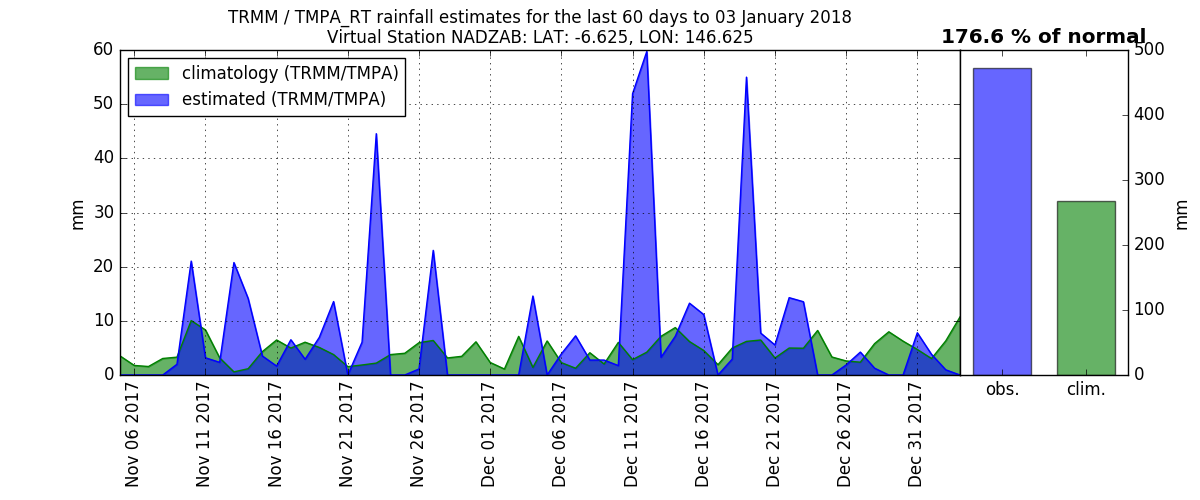 TRMM / TMPA_RT rainfall estimates for the last 60 days to 03 January 2018
Virtual Station NADZAB: LAT: -6.625, LON: 146.625
176.6 % of normal
climatology (TRMM/TMPA)
estimated (TRMM/TMPA)
mm
60
50
40
30
20
10
0
Nov 06 2017
Nov 11 2017
Nov 16 2017
Nov 21 2017
Nov 26 2017
Dec 01 2017
Dec 06 2017
Dec 11 2017
Dec 16 2017
Dec 21 2017
Dec 26 2017
Dec 31 2017
obs.
clim.
500
400
300
200
100
0
mm